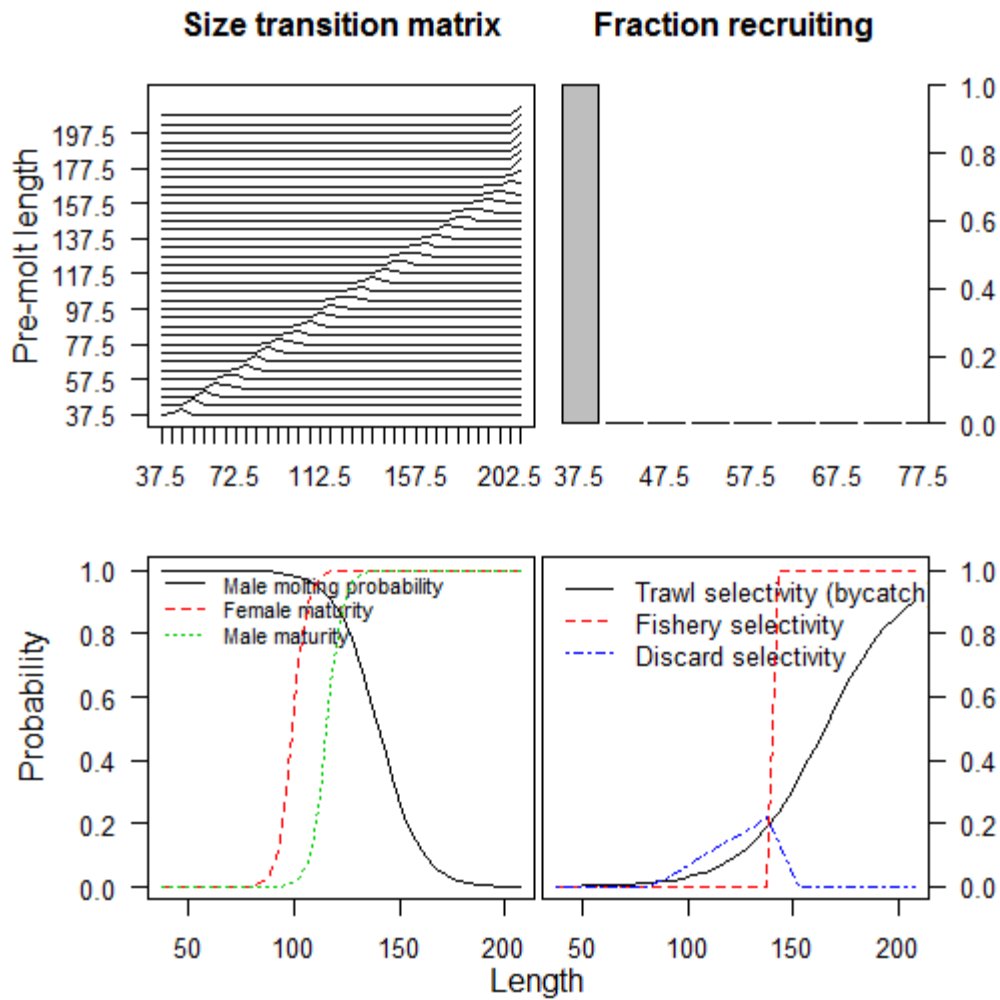 Size transition matrix
Fraction recruiting
Pre-molt length
197.5
177.5
157.5
137.5
117.5
97.5
77.5
57.5
37.5
37.5 72.5 112.5 157.5 202.5
1.0
0.8
0.6
0.4
0.2
0.0
37.5 47.5 57.5 67.5 77.5
Probability
1.0
0.8
0.6
0.4
0.2
0.0
Male molting probability
Female maturity
Male maturity
50 100 150 200
Trawl selectivity (bycatch
Fishery selectivity
Discard selectivity
1.0
0.8
0.6
0.4
0.2
0.0
50 100 150 200
Length